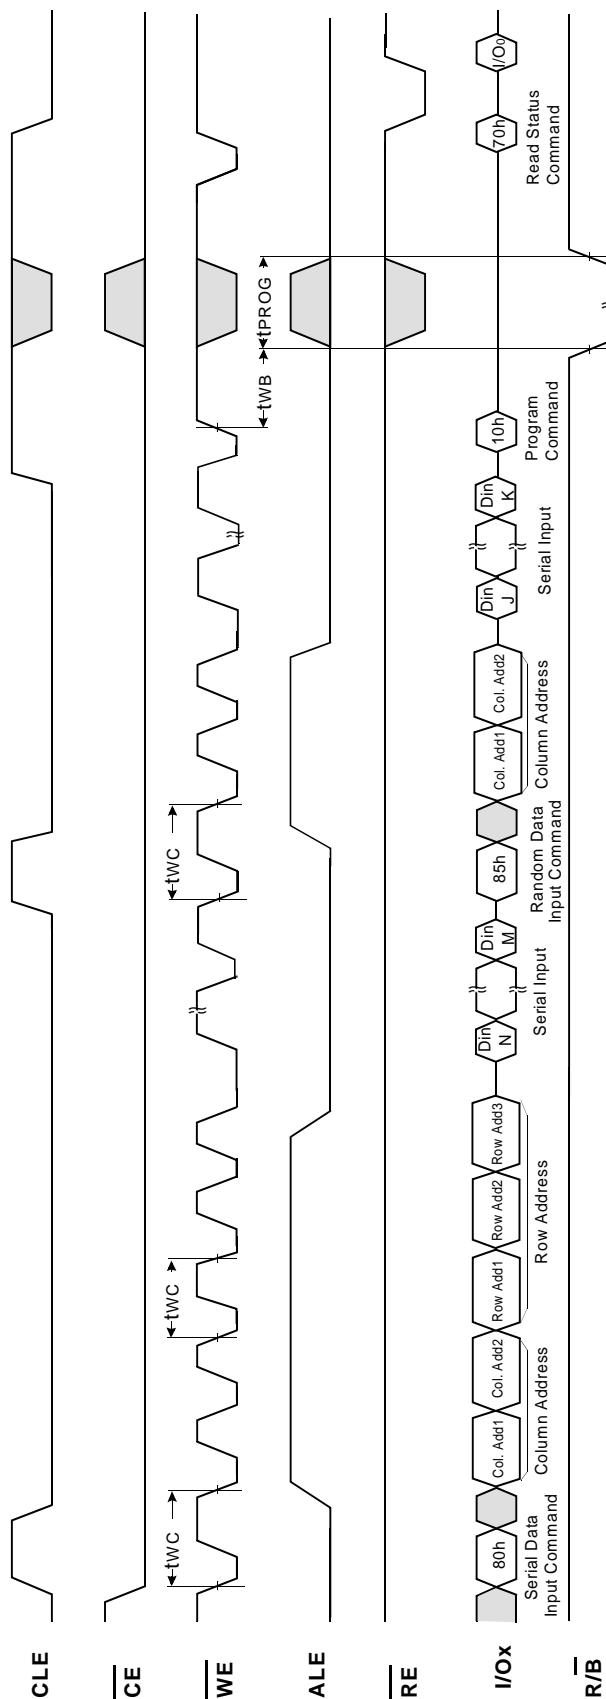 CLE
CE
WE
tWC
tWC
tWC
tWB
tPROG
ALE
RE
I/Ox
80h
Col. Add1
Col. Add2
Row Add1
Row Add2
Row Add3
Din
N
Din
M
85h
Col. Add1
Col. Add2
Din
J
Din
K
10h
70h
I/O0
Serial Data
Input Command
Column Address
Row Address
Serial Input
Random Data
Input Command
Column Address
Serial Input
Program
Command
Read Status
Command
R/B